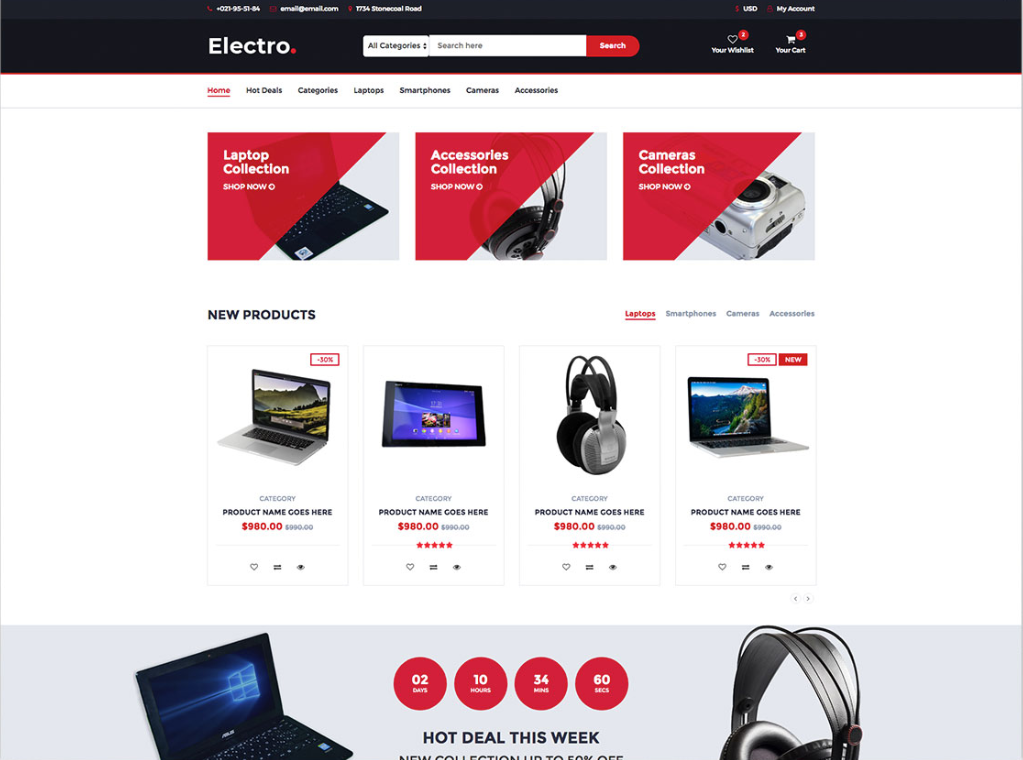 +021-95-51-84 email@email.com 1734 Stonecoal Road USD My Account
Electro.
All Categories Search here Search
2 3
Your Wishlist Your Cart
Home Hot Deals Categories Laptops Smartphones Cameras Accessories
Laptop
Collection
SHOP NOW
Accessories
Collection
SHOP NOW
Cameras
Collection
SHOP NOW
NEW PRODUCTS
Laptops Smartphones Cameras Accessories
-30% -30% NEW
CATEGORY CATEGORY CATEGORY CATEGORY
PRODUCT NAME GOES HERE PRODUCT NAME GOES HERE PRODUCT NAME GOES HERE PRODUCT NAME GOES HERE
$980.00 $990.00 $980.00 $990.00 $980.00 $990.00 $980.00 $990.00
02 10 34 60
DAYS HOURS MINS SECS
ASUS
HOT DEAL THIS WEEK
NEW COLLECTION UP TO 50% OFF